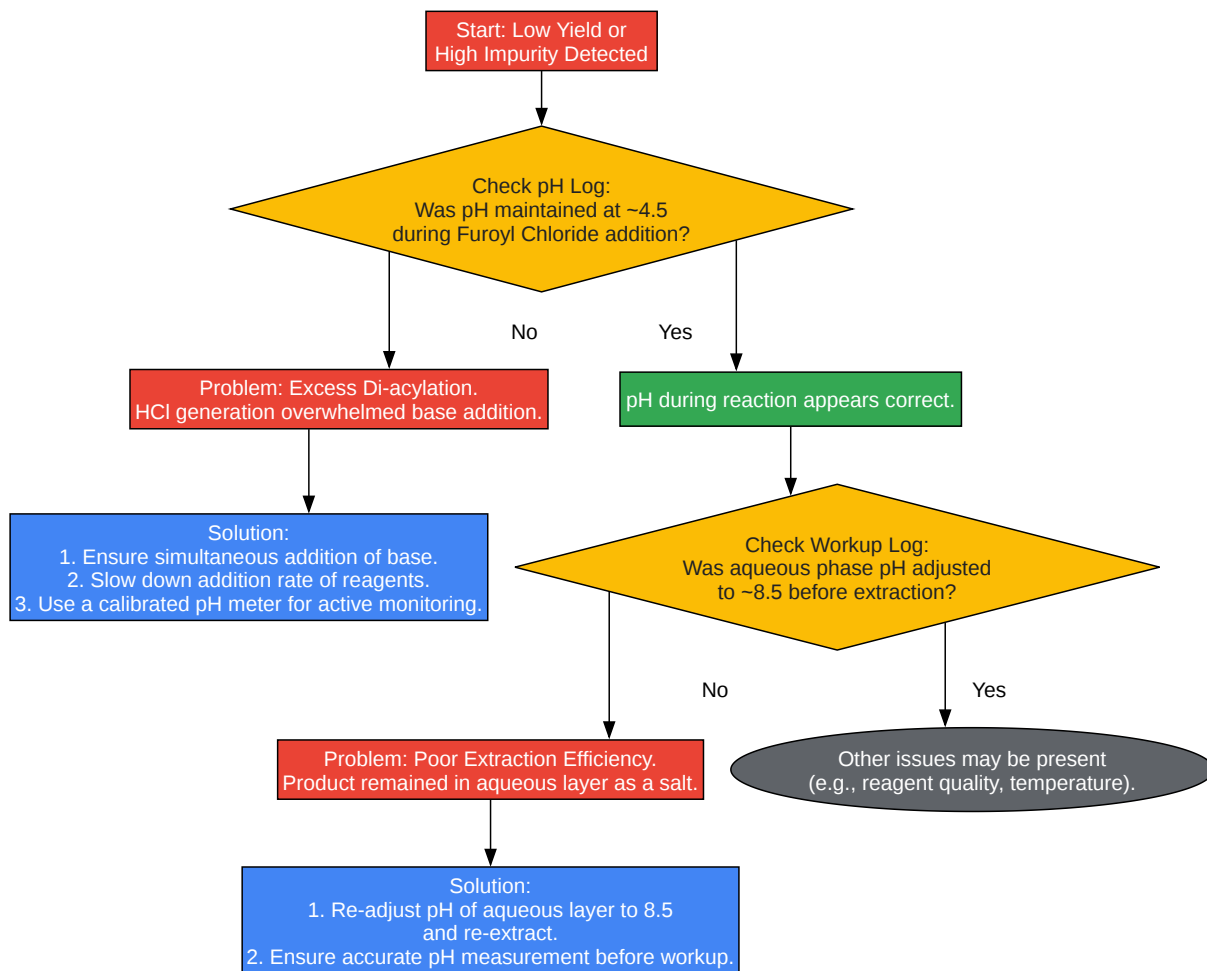 Start: Low Yield or
High Impurity Detected
Check pH Log:
Was pH maintained at ~4.5
during Furoyl Chloride addition?
No
Yes
Problem: Excess Di-acylation.
HCl generation overwhelmed base addition.
pH during reaction appears correct.
Solution:
1. Ensure simultaneous addition of base.
2. Slow down addition rate of reagents.
3. Use a calibrated pH meter for active monitoring.
Check Workup Log:
Was aqueous phase pH adjusted
to ~8.5 before extraction?
No
Yes
Problem: Poor Extraction Efficiency.
Product remained in aqueous layer as a salt.
Other issues may be present
(e.g., reagent quality, temperature).
Solution:
1. Re-adjust pH of aqueous layer to 8.5
and re-extract.
2. Ensure accurate pH measurement before workup.